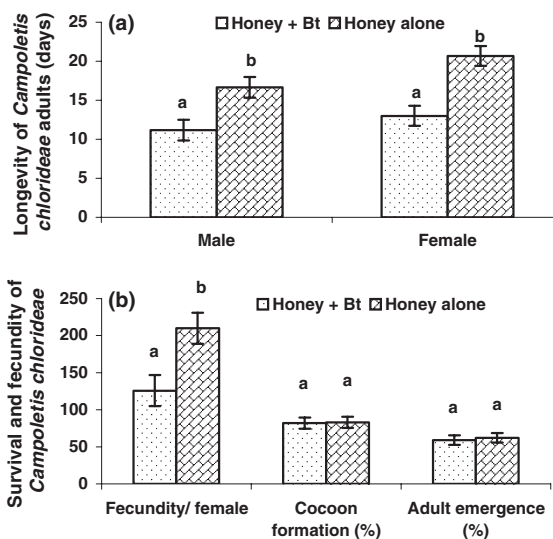 (a)
Honey + Bt Honey alone
Longevity of Campoletis
chlorideae adults (days)
25
20
15
10
5
0
a
b
a
b
Male Female
(b)
Honey + Bt Honey alone
Survival and fecundity of
Campoletis chlorideae
250
200
150
100
50
0
a
b
a
a
a
a
Fecundity/ female Cocoon Adult emergence
formation (%) (%)